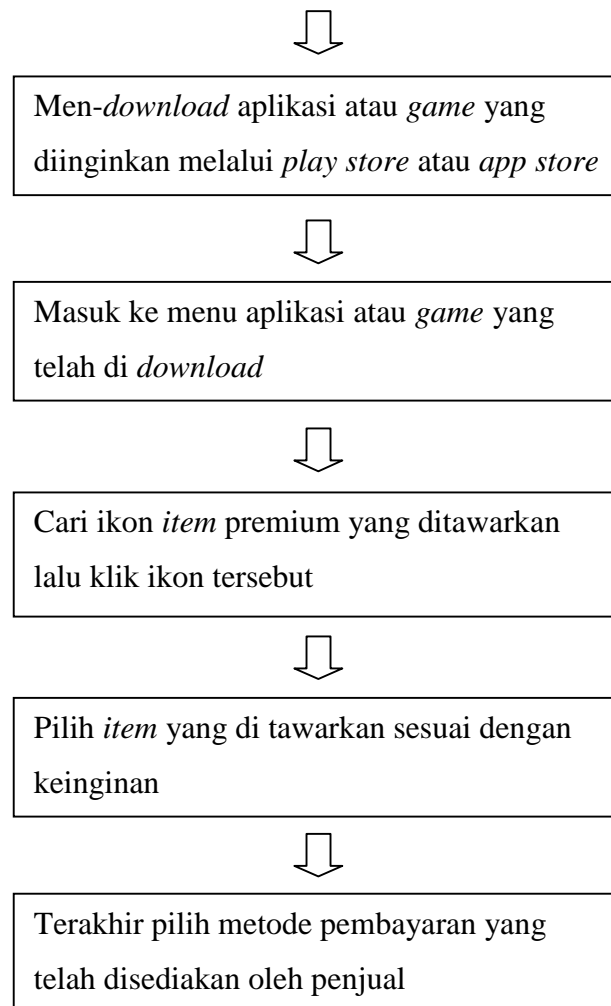 Men-download aplikasi atau game yang
diinginkan melalui play store atau app store
Masuk ke menu aplikasi atau game yang
telah di download
Cari ikon item premium yang ditawarkan
lalu klik ikon tersebut
Pilih item yang di tawarkan sesuai dengan
keinginan
Terakhir pilih metode pembayaran yang
telah disediakan oleh penjual